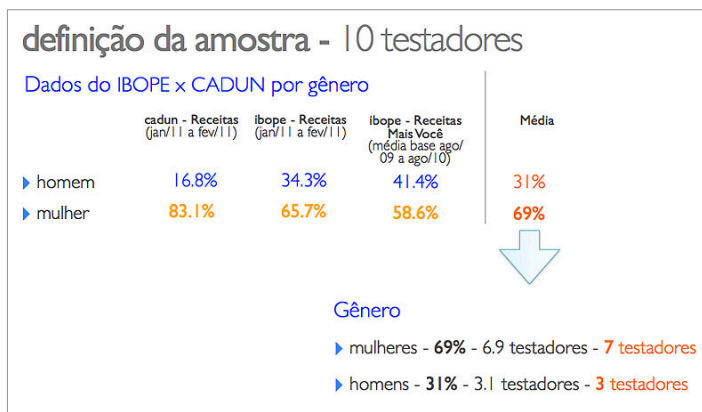 definição da amostra - 10 testadores
Dados do IBOPE x CADUN por gênero
cadun - Receitas
(jan/11 a fev/11)
ibope - Receitas
(jan/11 a fev/11)
ibope - Receitas
Mais Você
(média base ago/
09 a ago/10)
Média
homem 16.8% 34.3% 41.4% 31%
mulher 83.1% 65.7% 58.6% 69%
Gênero
mulheres - 69% - 6.9 testadores - 7 testadores
homens - 31% - 3.1 testadores - 3 testadores